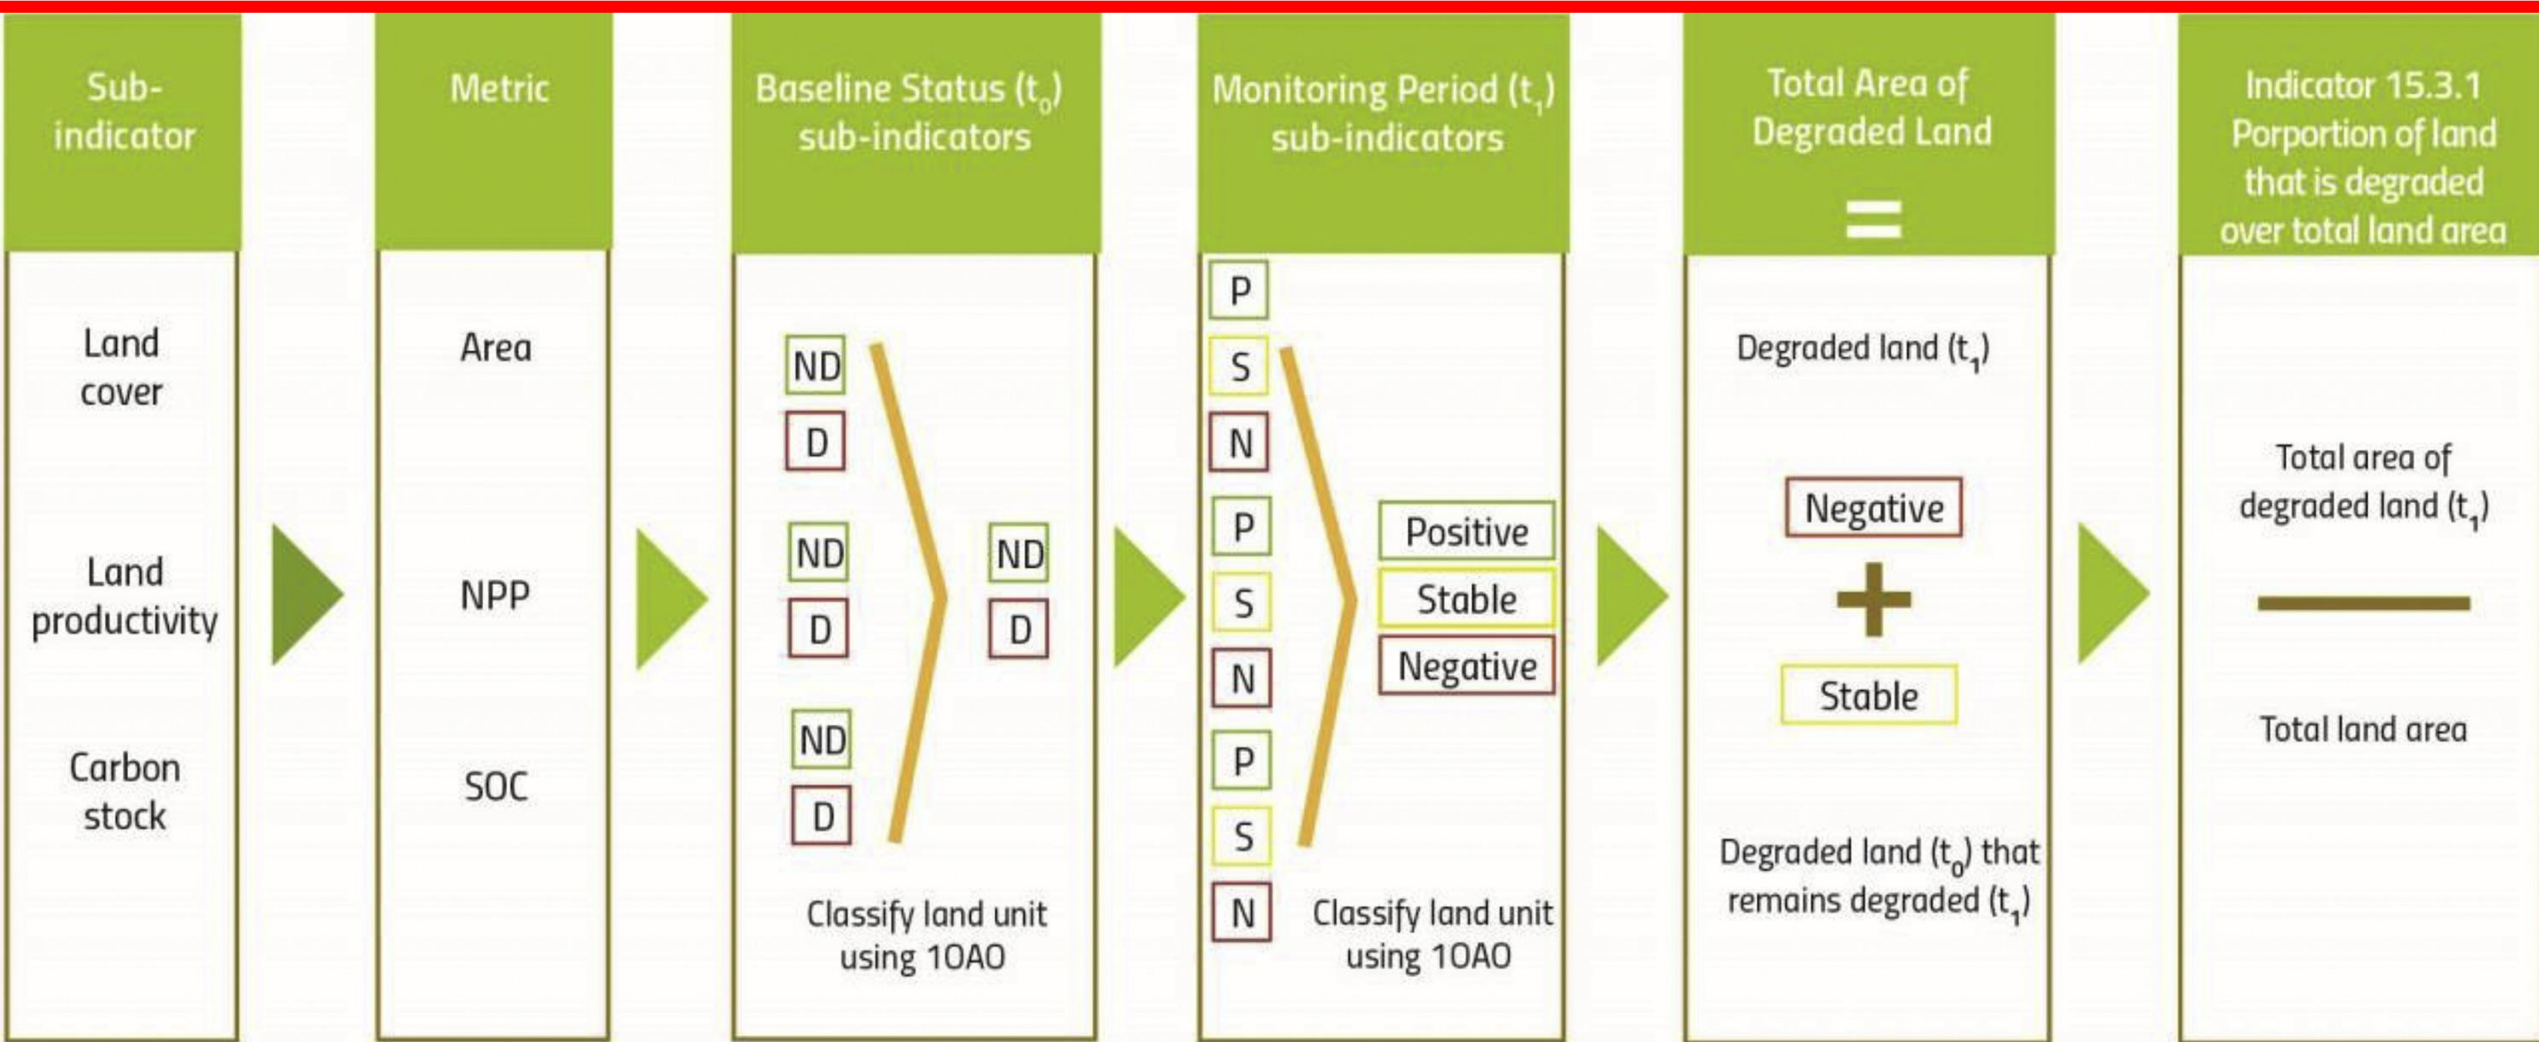 Sub-
indicator
Land
cover
Land
productivity
Carbon
stock
Metric
Area
NPP
SOC
Baseline Status (t₀)
sub-indicators
ND
D
ND
D
ND
D
ND
D
Classify land unit
using 1OAO
Monitoring Period (t₁)
sub-indicators
P
S
N
P
S
N
P
S
N
Positive
Stable
Negative
Classify land unit
using 1OAO
Total Area of
Degraded Land
=
Degraded land (t₁)
Negative
+
Stable
Degraded land (t₀) that
remains degraded (t₁)
Indicator 15.3.1
Porportion of land
that is degraded
over total land area
Total area of
degraded land (t₁)
Total land area